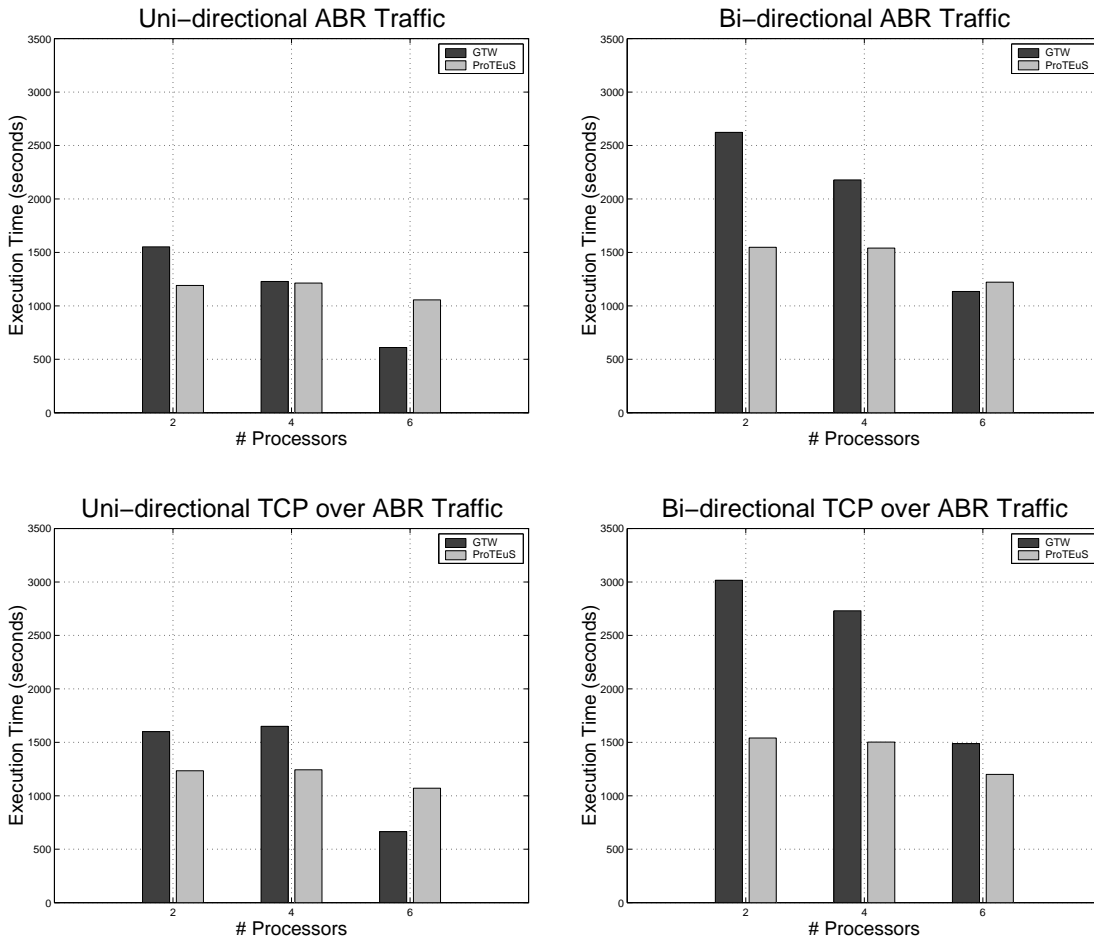 Uni−directional ABR Traffic
GTW
ProTEuS
3500
3000
2500
2000
1500
1000
500
0
Execution Time (seconds)
2 4 6
# Processors
Bi−directional ABR Traffic
GTW
ProTEuS
3500
3000
2500
2000
1500
1000
500
0
Execution Time (seconds)
2 4 6
# Processors
Uni−directional TCP over ABR Traffic
GTW
ProTEuS
3500
3000
2500
2000
1500
1000
500
0
Execution Time (seconds)
2 4 6
# Processors
Bi−directional TCP over ABR Traffic
GTW
ProTEuS
3500
3000
2500
2000
1500
1000
500
0
Execution Time (seconds)
2 4 6
# Processors